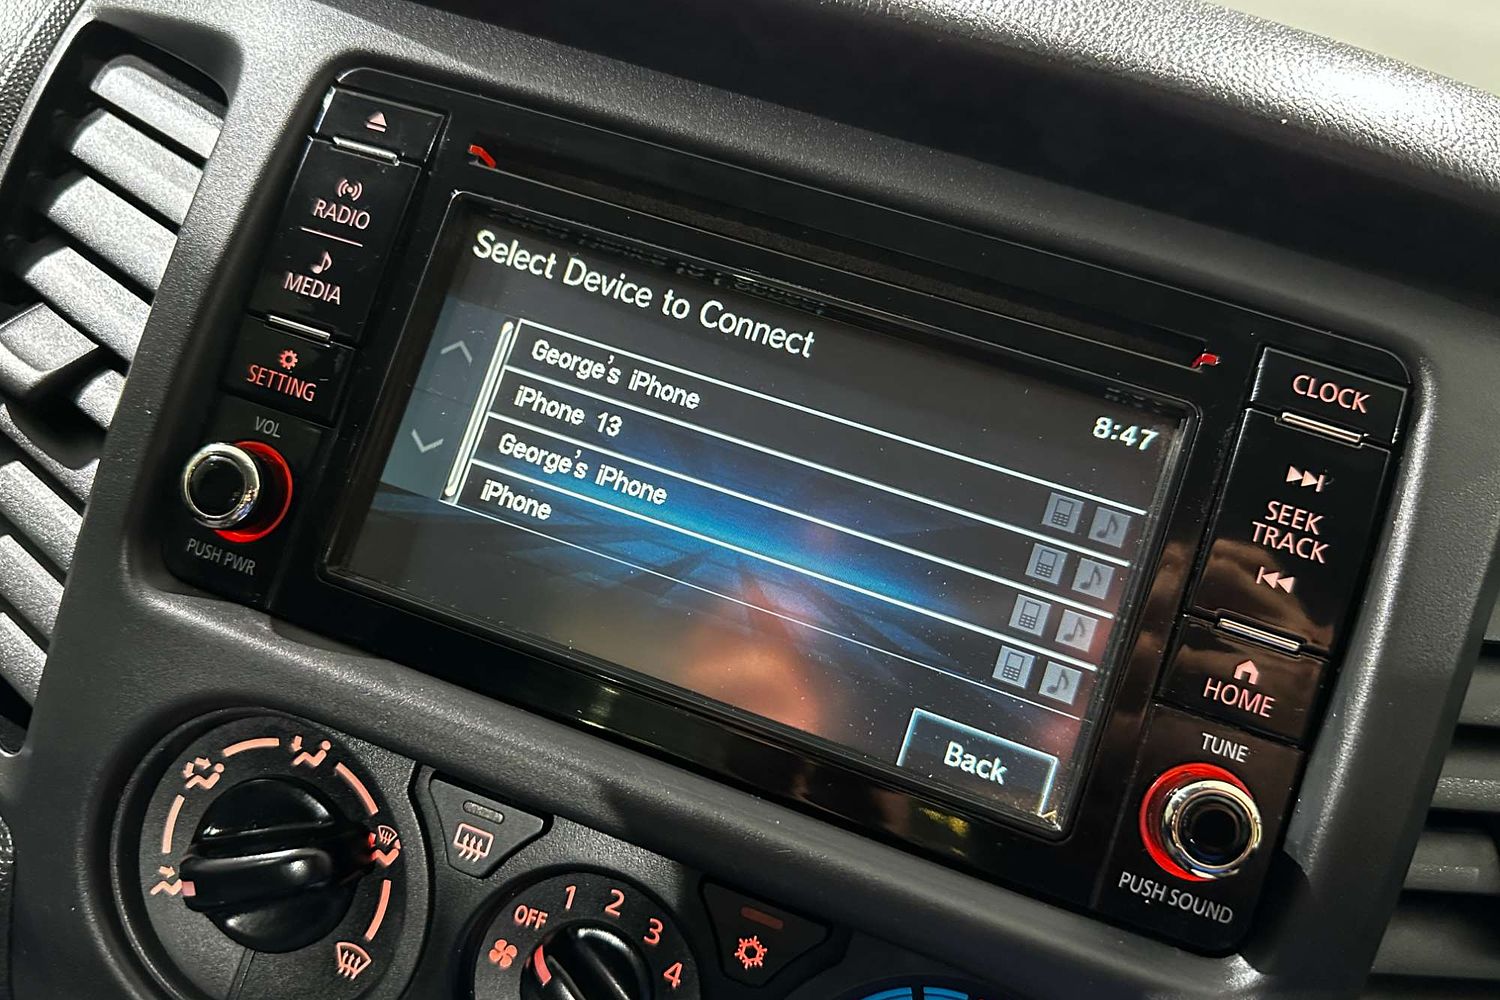 RADIO
MEDIA
SETTING
VOL
PUSH PWR
Select Device to Connect
8:47
George's iPhone
iPhone 13
George's iPhone
iPhone
Back
CLOCK
SEEK
TRACK
HOME
TUNE
PUSH SOUND
OFF 1 2 3 4